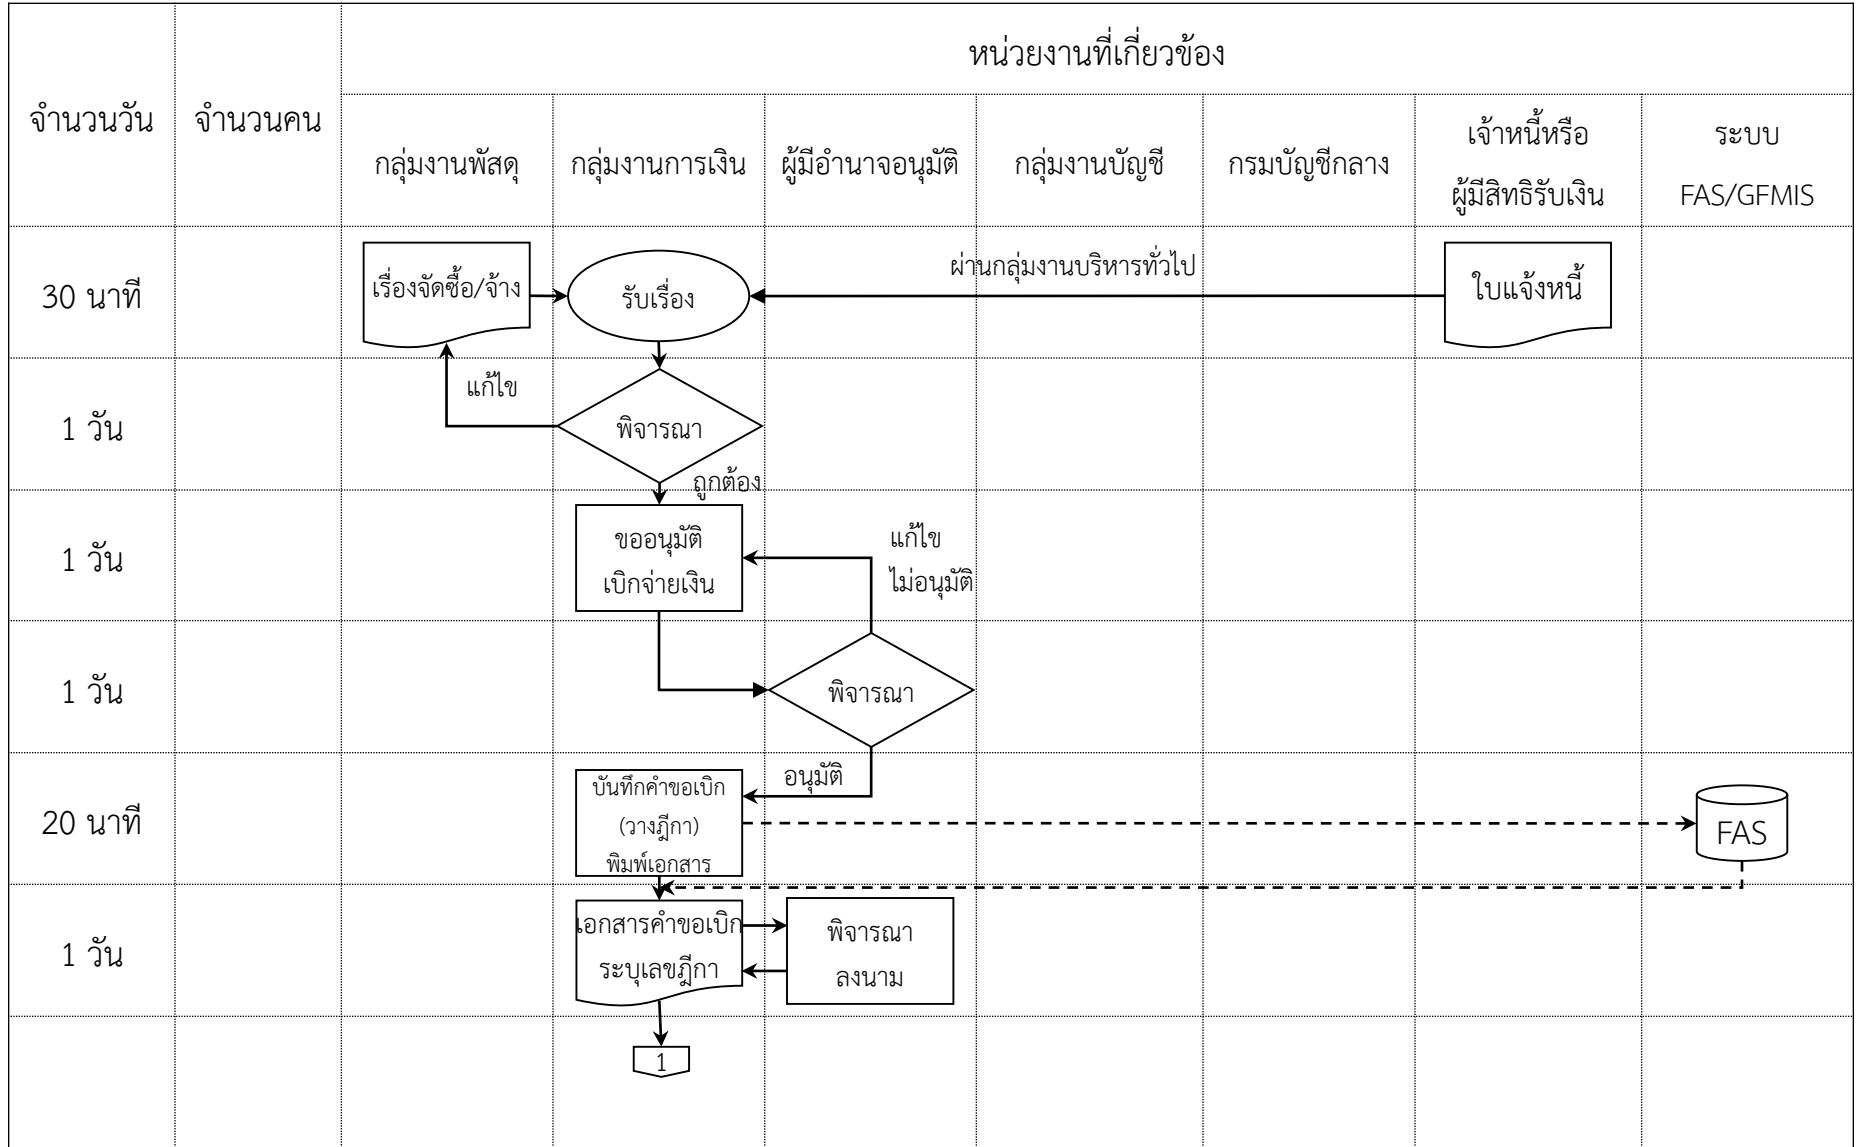 หน่วยงานที่เกี่ยวข้อง
จำนวนวัน
จำนวนคน
กลุ่มงานพัสดุ
กลุ่มงานการเงิน
ผู้มีอำนาจอนุมัติ
กลุ่มงานบัญชี
กรมบัญชีกลาง
เจ้าหนี้หรือ
ผู้มีสิทธิรับเงิน
ระบบ
FAS/GFMIS
30 นาที
เรื่องจัดซื้อ/จ้าง
รับเรื่อง
ผ่านกลุ่มงานบริหารทั่วไป
ใบแจ้งหนี้
1 วัน
แก้ไข
พิจารณา
ถูกต้อง
1 วัน
ขออนุมัติ
เบิกจ่ายเงิน
แก้ไข
ไม่อนุมัติ
1 วัน
พิจารณา
อนุมัติ
20 นาที
บันทึกคำขอเบิก
(วางฎีกา)
พิมพ์เอกสาร
FAS
1 วัน
เอกสารคำขอเบิก
ระบุเลขฎีกา
พิจารณา
ลงนาม
1